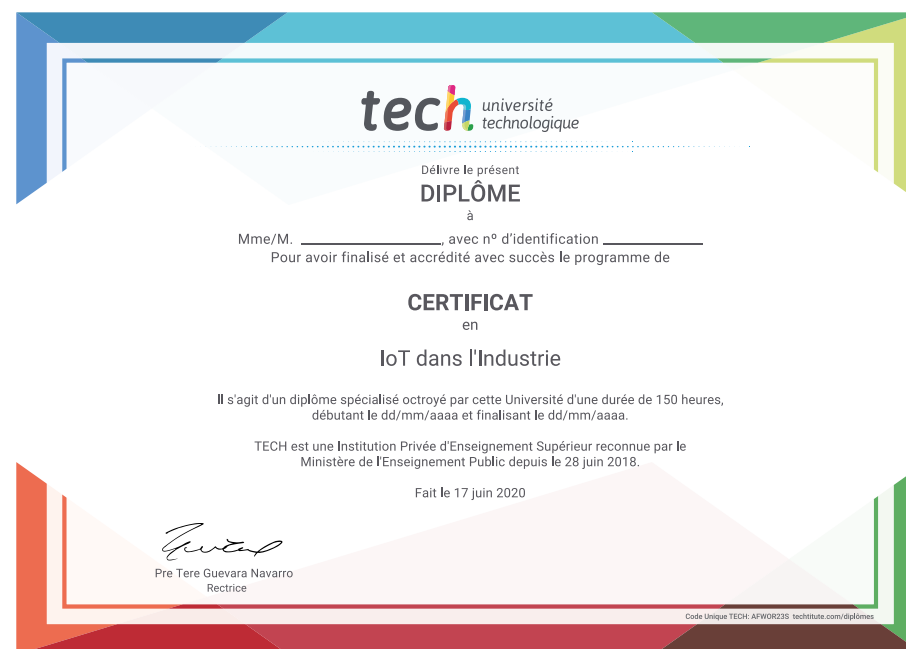 tech université
technologique
Délivre le présent
DIPLÔME
à
Mme/M. ____________________, avec nº d'identification ______________
Pour avoir finalisé et accrédité avec succès le programme de
CERTIFICAT
en
IoT dans l'Industrie
Il s'agit d'un diplôme spécialisé octroyé par cette Université d'une durée de 150 heures,
débutant le dd/mm/aaaa et finalisant le dd/mm/aaaa.
TECH est une Institution Privée d'Enseignement Supérieur reconnue par le
Ministère de l'Enseignement Public depuis le 28 juin 2018.
Fait le 17 juin 2020
Pre Tere Guevara Navarro
Rectrice
Code Unique TECH: AFWOR23S techtitute.com/diplômes